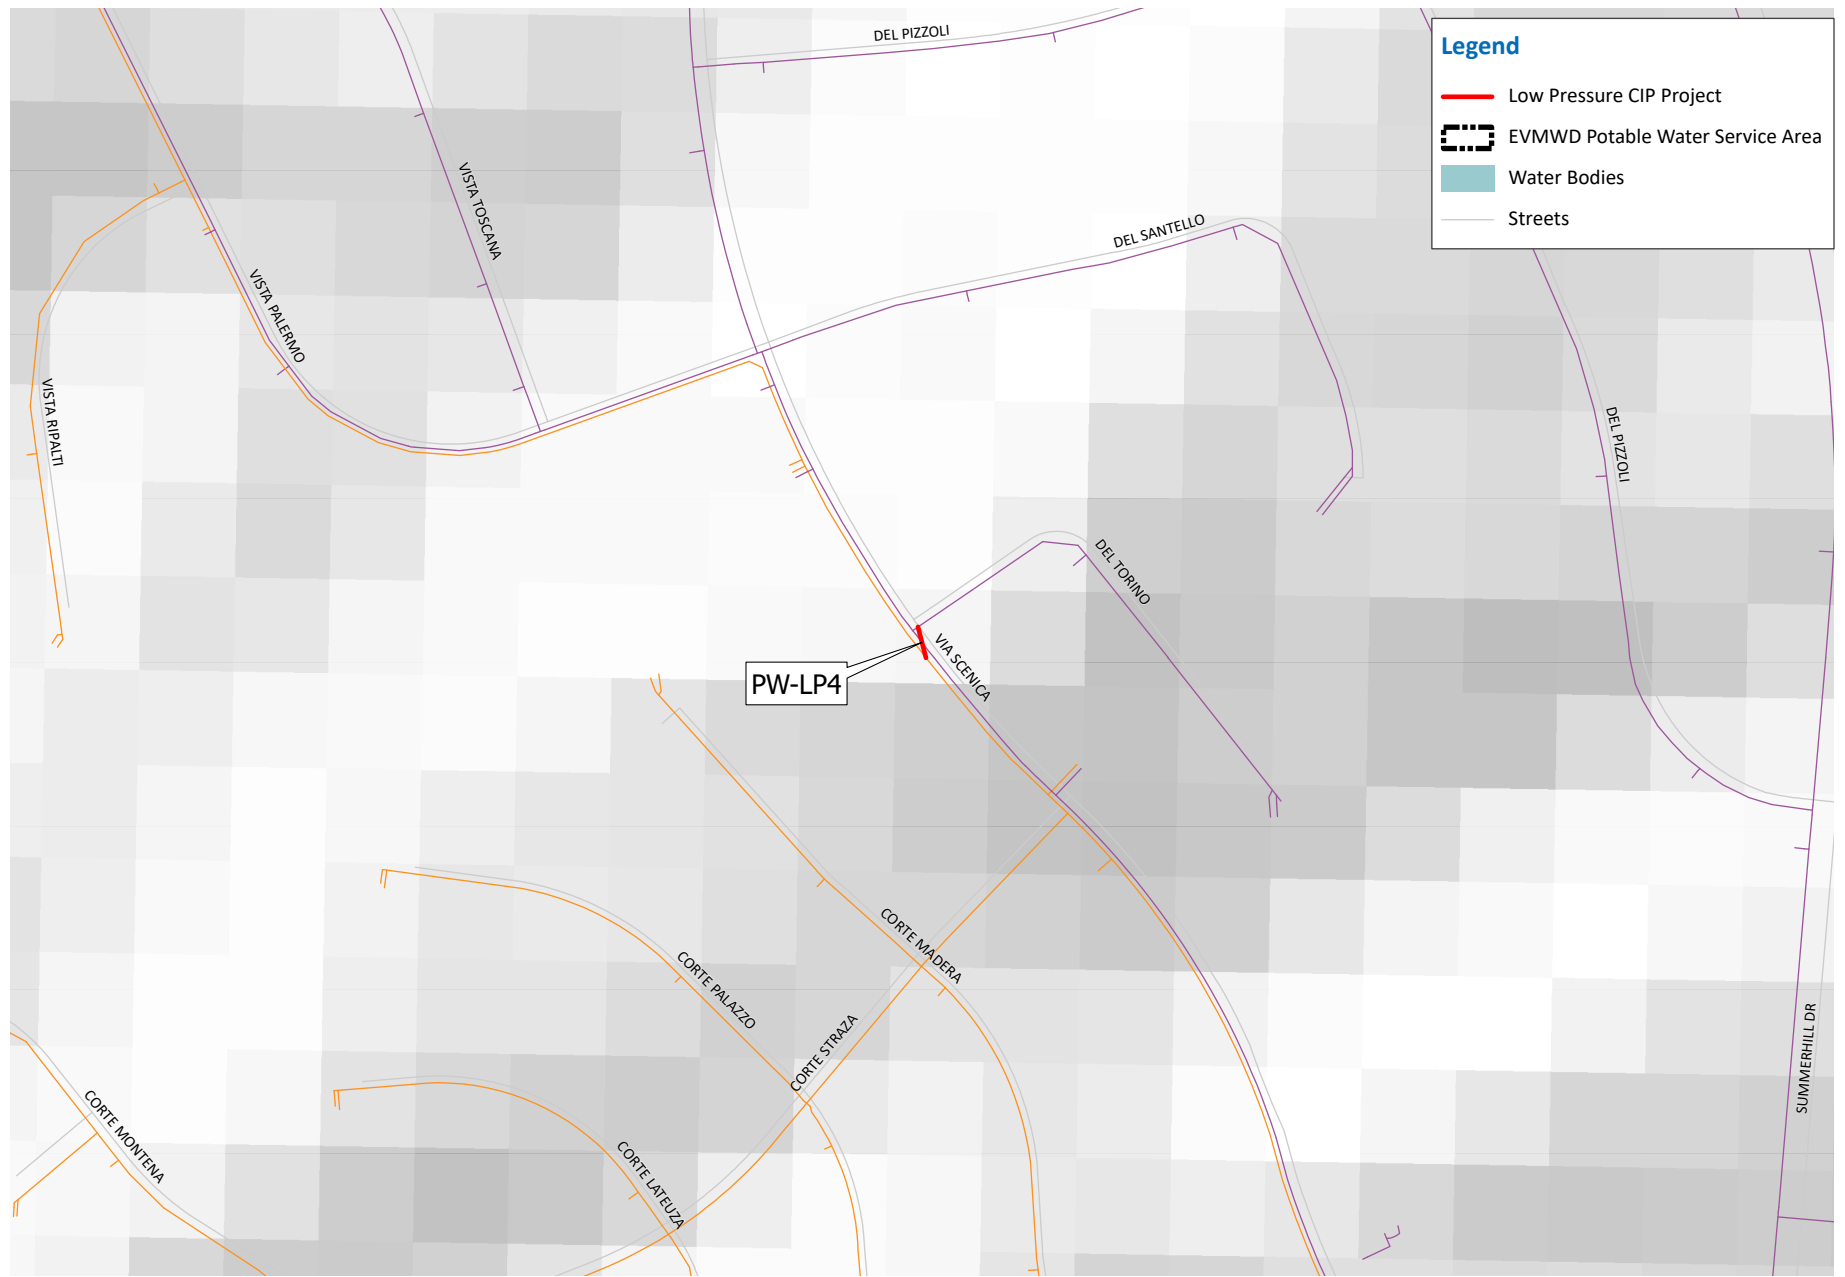 DEL PIZZOLI
Legend
Low Pressure CIP Project
EVMWD Potable Water Service Area
Water Bodies
Streets
VISTA TOSCANA
DEL SANTELLO
VISTA PALERMO
VISTA RIPALTI
DEL PIZZOLI
DEL TORINO
VIA SCENICA
PW-LP4
CORTE MADERA
CORTE PALAZZO
CORTE STRAZA
SUMMERHILL DR
CORTE MONTENA
CORTE LATEUZA